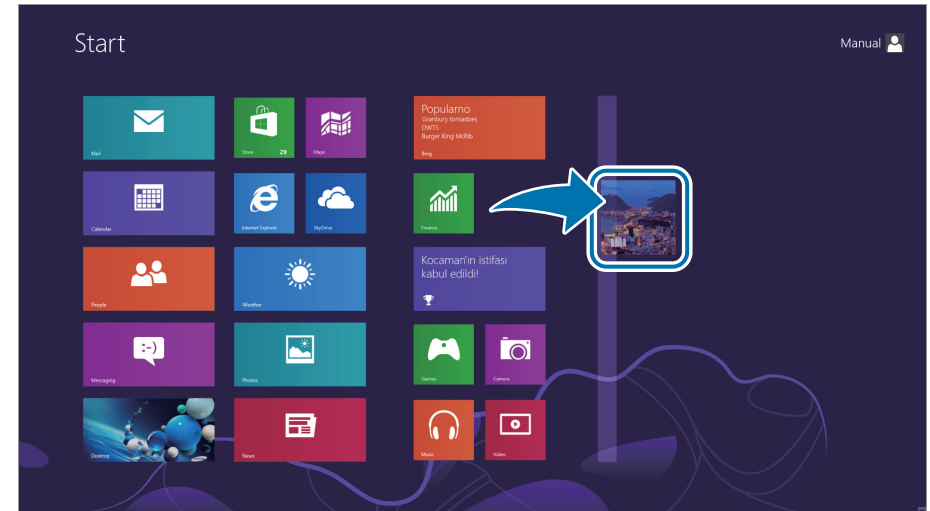 Start
Manual
Mail
Store 29
Maps
Popularno
Granbury tornadoes
DWTS
Burger King McRib
Bing
Calendar
Internet Explorer
SkyDrive
Finance
People
Weather
Kocaman'ın istifası
kabul edildi!
Messaging
Photos
Games
Camera
Desktop
News
Music
Video